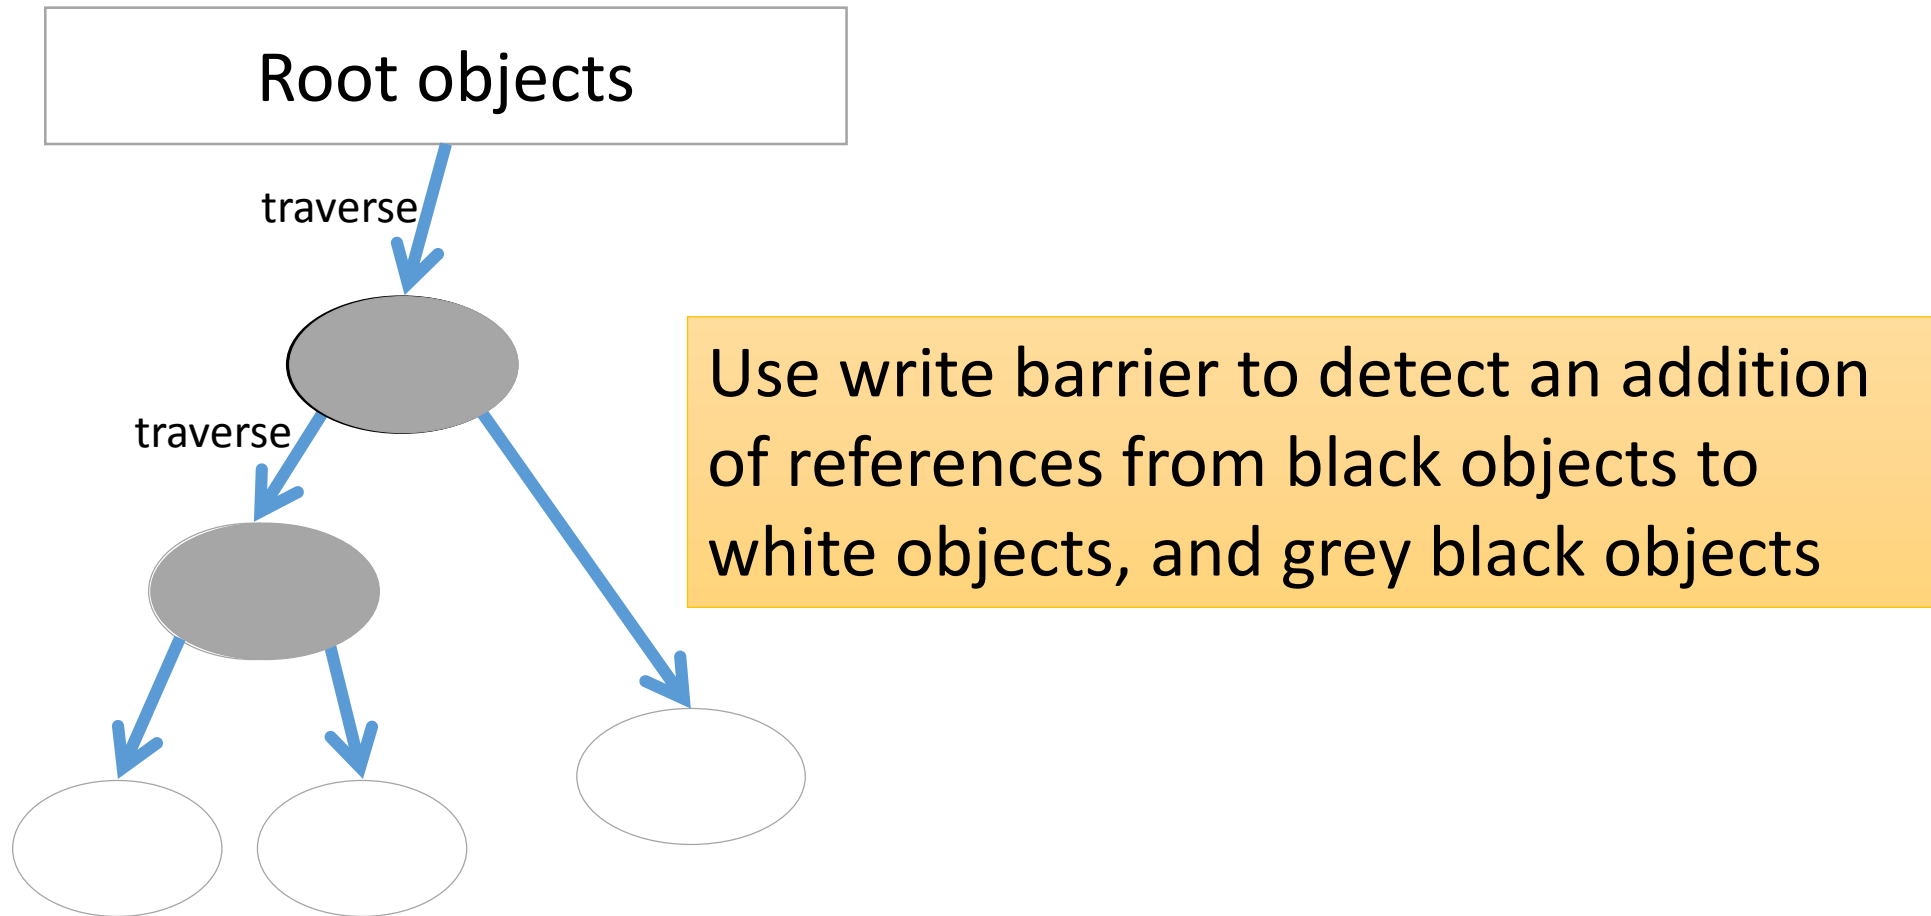 Root objects
traverse
traverse
Use write barrier to detect an addition
of references from black objects to
white objects, and grey black objects